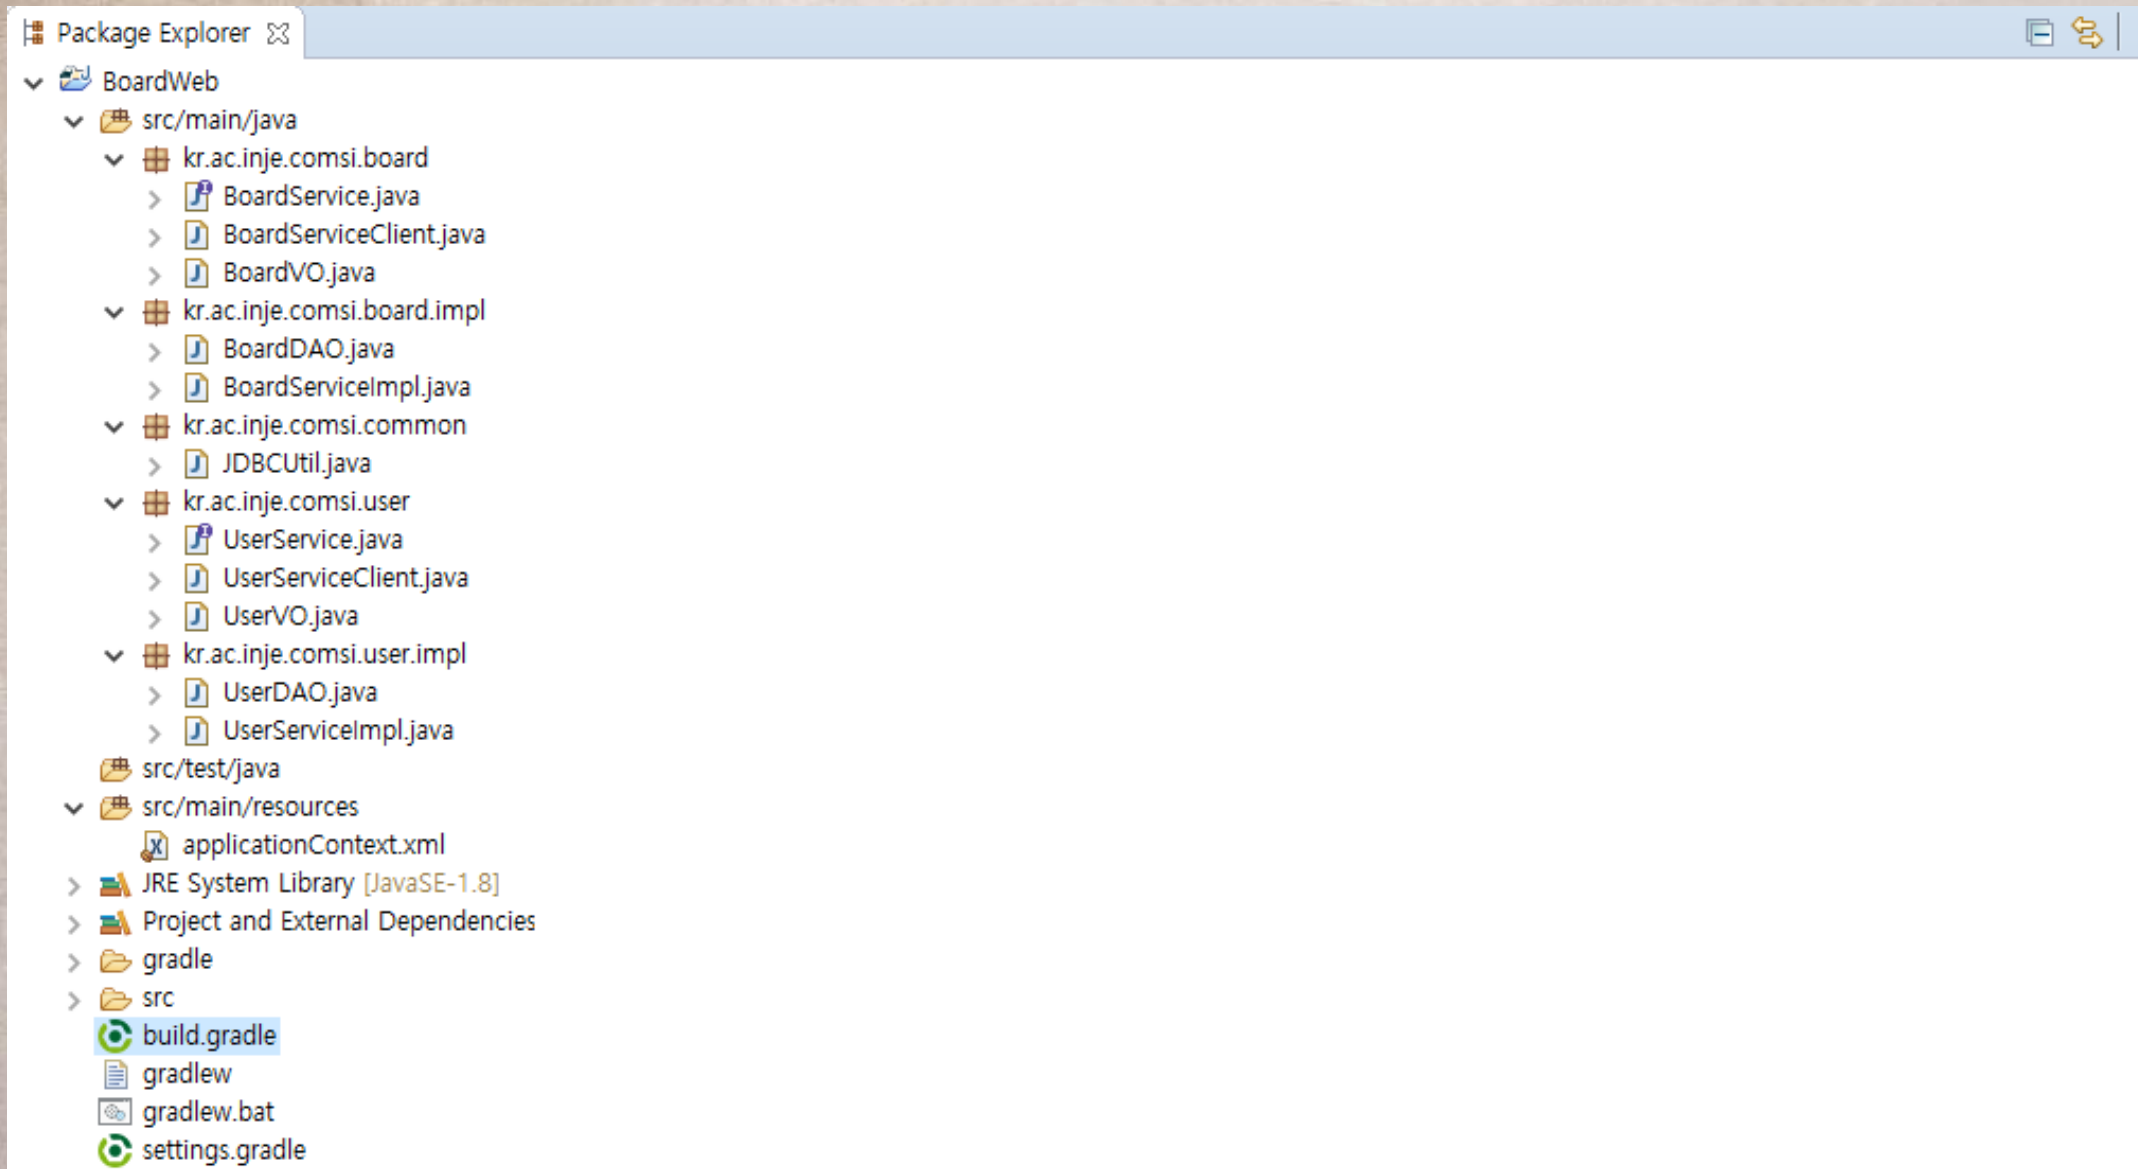 Package Explorer
BoardWeb
src/main/java
kr.ac.inje.comsi.board
BoardService.java
BoardServiceClient.java
BoardVO.java
kr.ac.inje.comsi.board.impl
BoardDAO.java
BoardServiceImpl.java
kr.ac.inje.comsi.common
JDBCUtil.java
kr.ac.inje.comsi.user
UserService.java
UserServiceClient.java
UserVO.java
kr.ac.inje.comsi.user.impl
UserDAO.java
UserServiceImpl.java
src/test/java
src/main/resources
applicationContext.xml
JRE System Library [JavaSE-1.8]
Project and External Dependencies
gradle
src
build.gradle
gradlew
gradlew.bat
settings.gradle